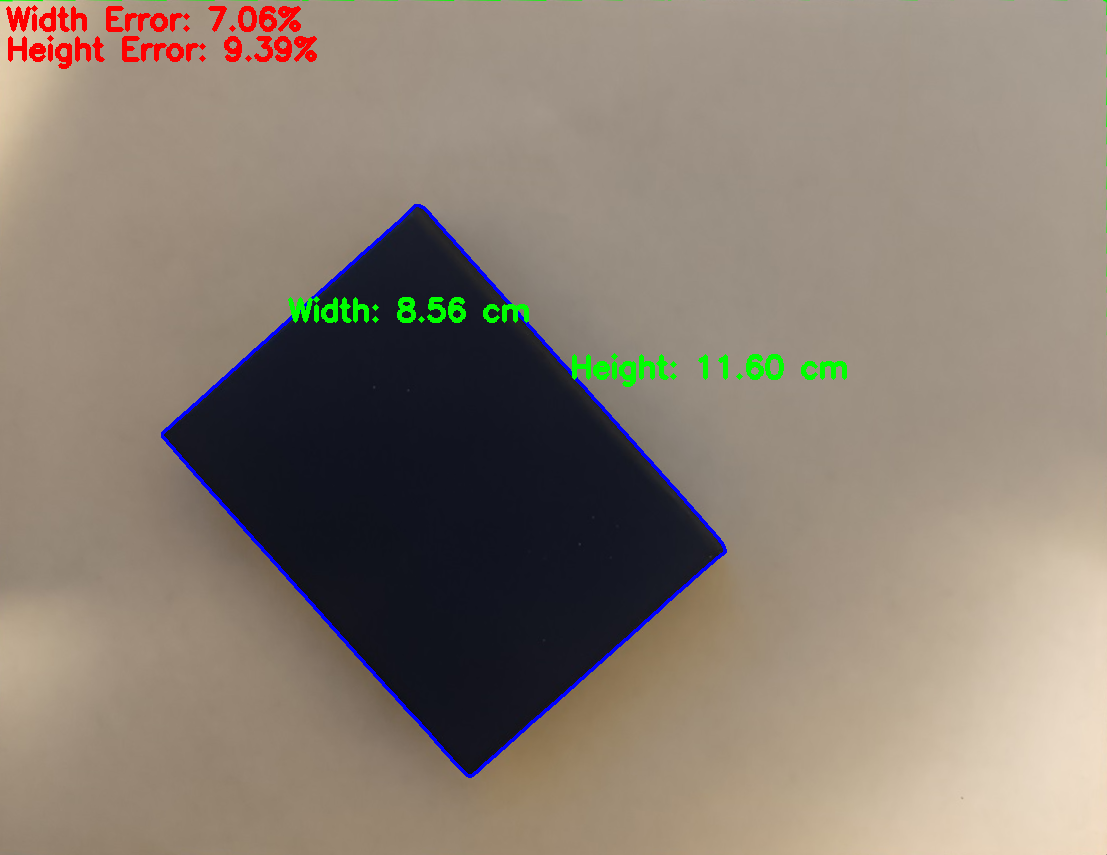 Width Error: 7.06%
Height Error: 9.39%
Width: 8.56 cm
Height: 11.60 cm